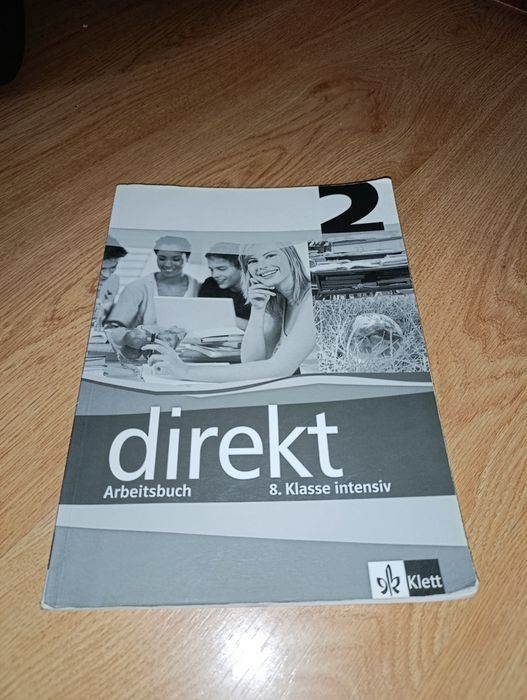 2
direkt
Arbeitsbuch 8. Klasse intensiv
Klett